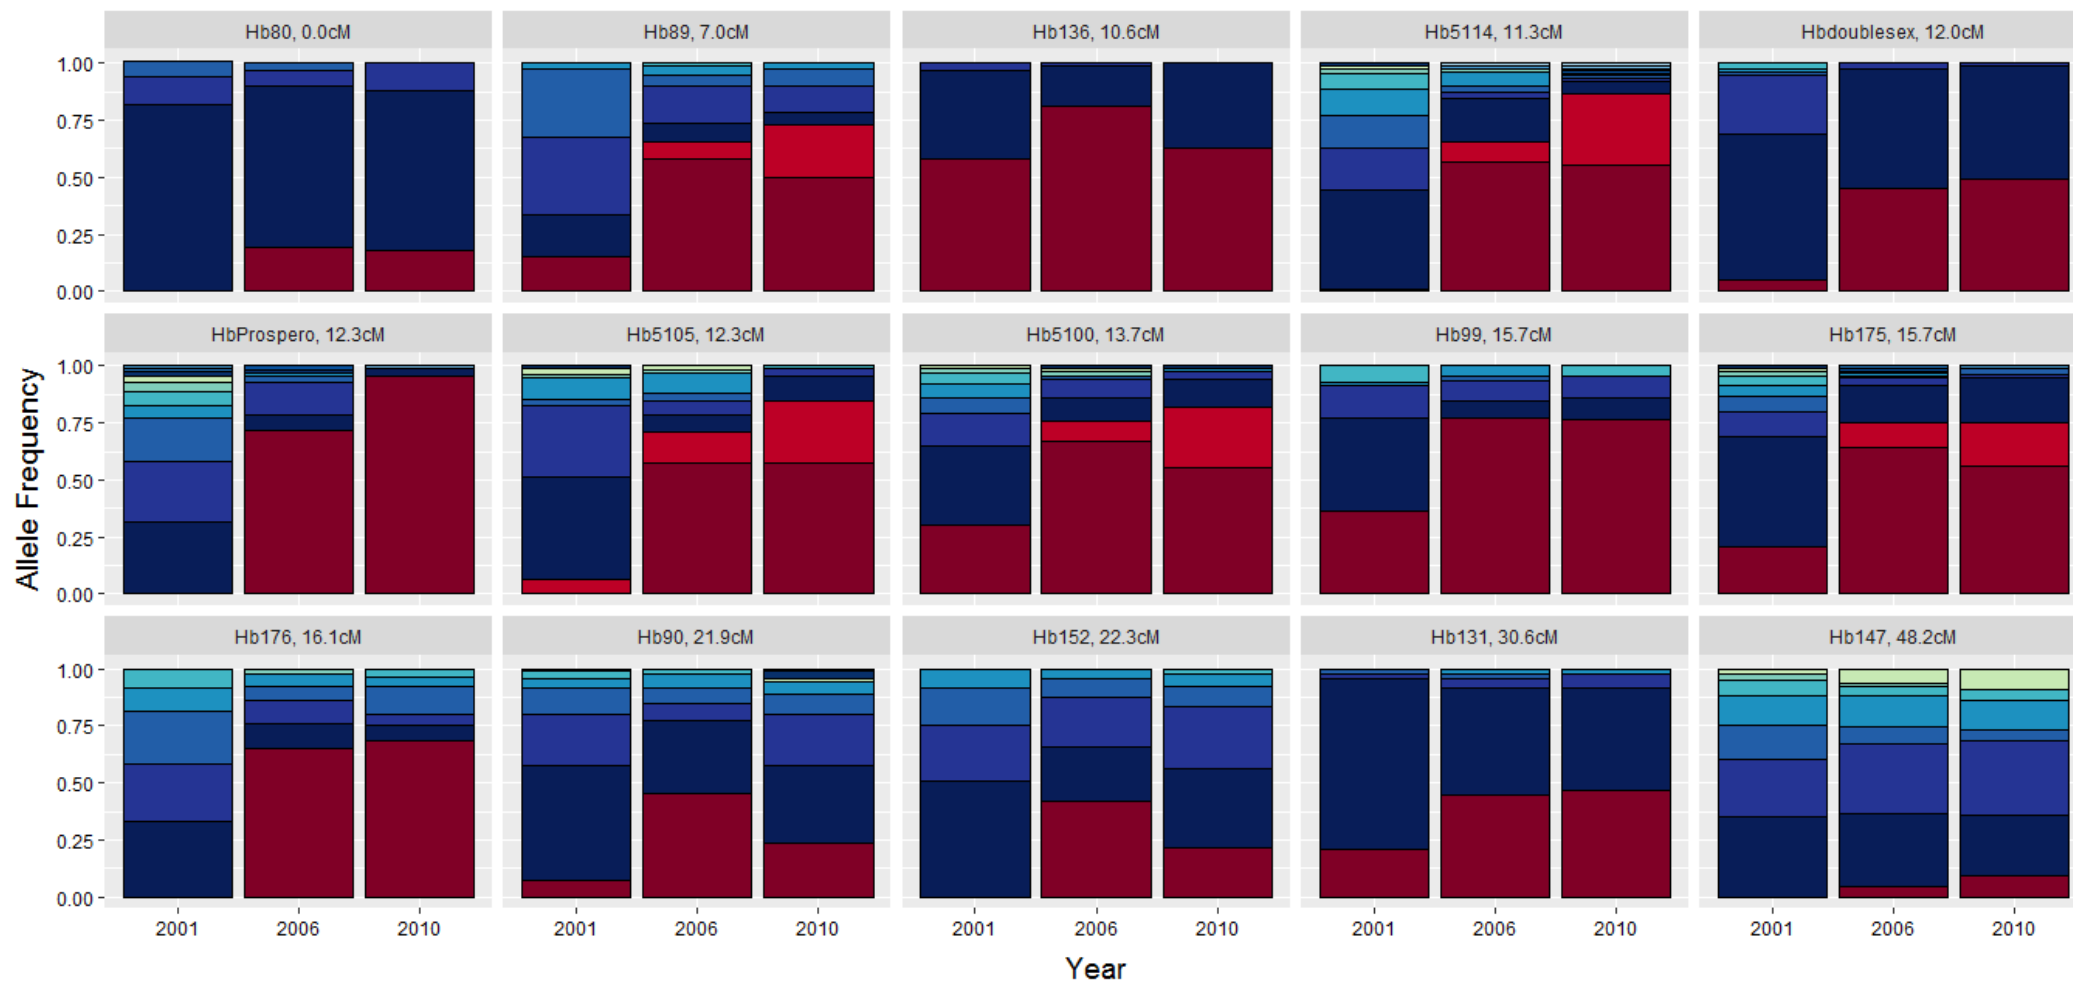 Hb80, 0.0cM
Hb89, 7.0cM
Hb136, 10.6cM
Hb5114, 11.3cM
Hbdoublesex, 12.0cM
1.00
0.75
0.50
0.25
0.00
HbProspero, 12.3cM
Hb5105, 12.3cM
Hb5100, 13.7cM
Hb99, 15.7cM
Hb175, 15.7cM
1.00
0.75
0.50
0.25
0.00
Allele Frequency
Hb176, 16.1cM
Hb90, 21.9cM
Hb152, 22.3cM
Hb131, 30.6cM
Hb147, 48.2cM
1.00
0.75
0.50
0.25
0.00
2001 2006 2010
2001 2006 2010
2001 2006 2010
2001 2006 2010
2001 2006 2010
Year